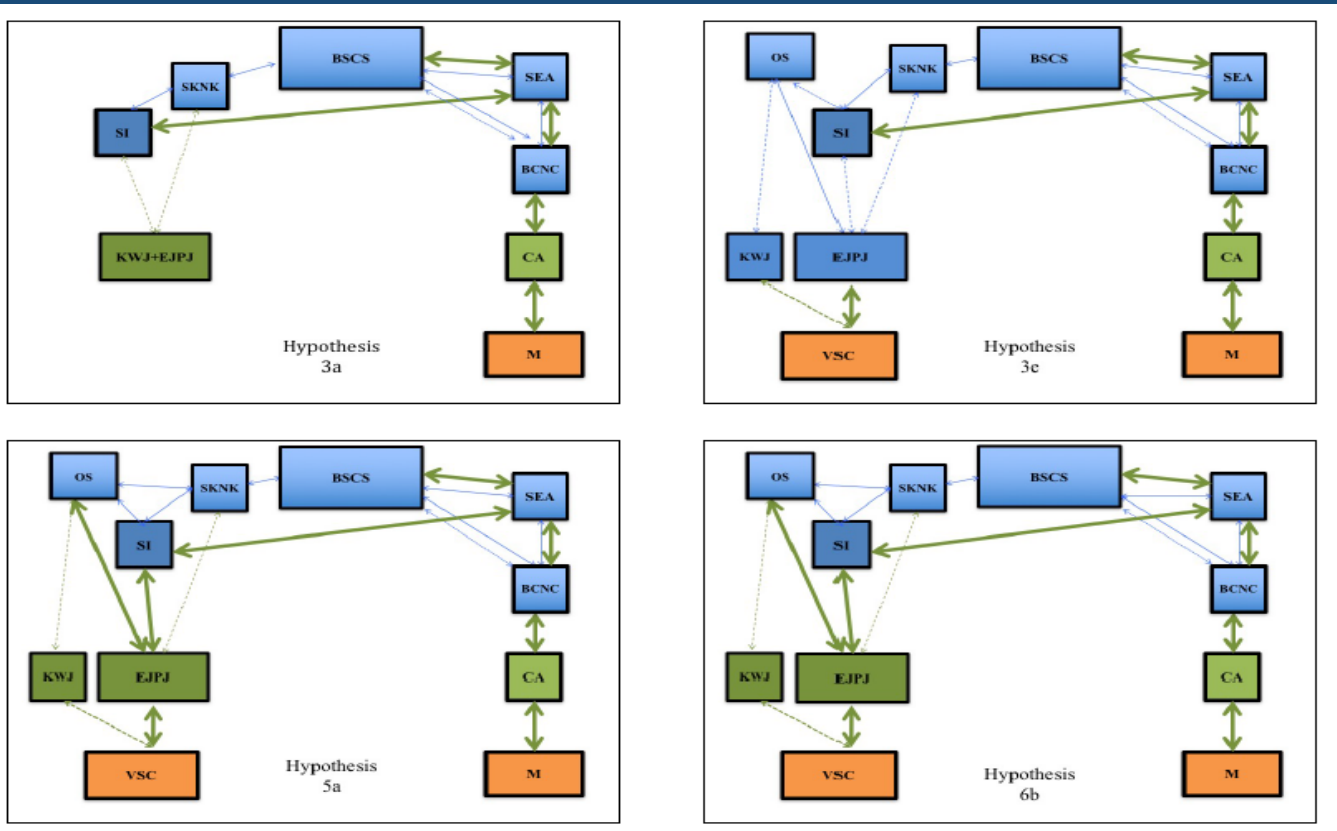 BSCS
SEA
SKNK
SI
BCNC
KWJ+EJPJ
CA
Hypothesis
3a
M
OS
BSCS
SKNK
SEA
SI
BCNC
KWJ
EJPJ
CA
VSC
Hypothesis
3e
M
OS
SKNK
BSCS
SEA
SI
BCNC
KWJ
EJPJ
CA
VSC
Hypothesis
5a
M
OS
SKNK
BSCS
SEA
SI
BCNC
KWJ
EJPJ
CA
VSC
Hypothesis
6b
M